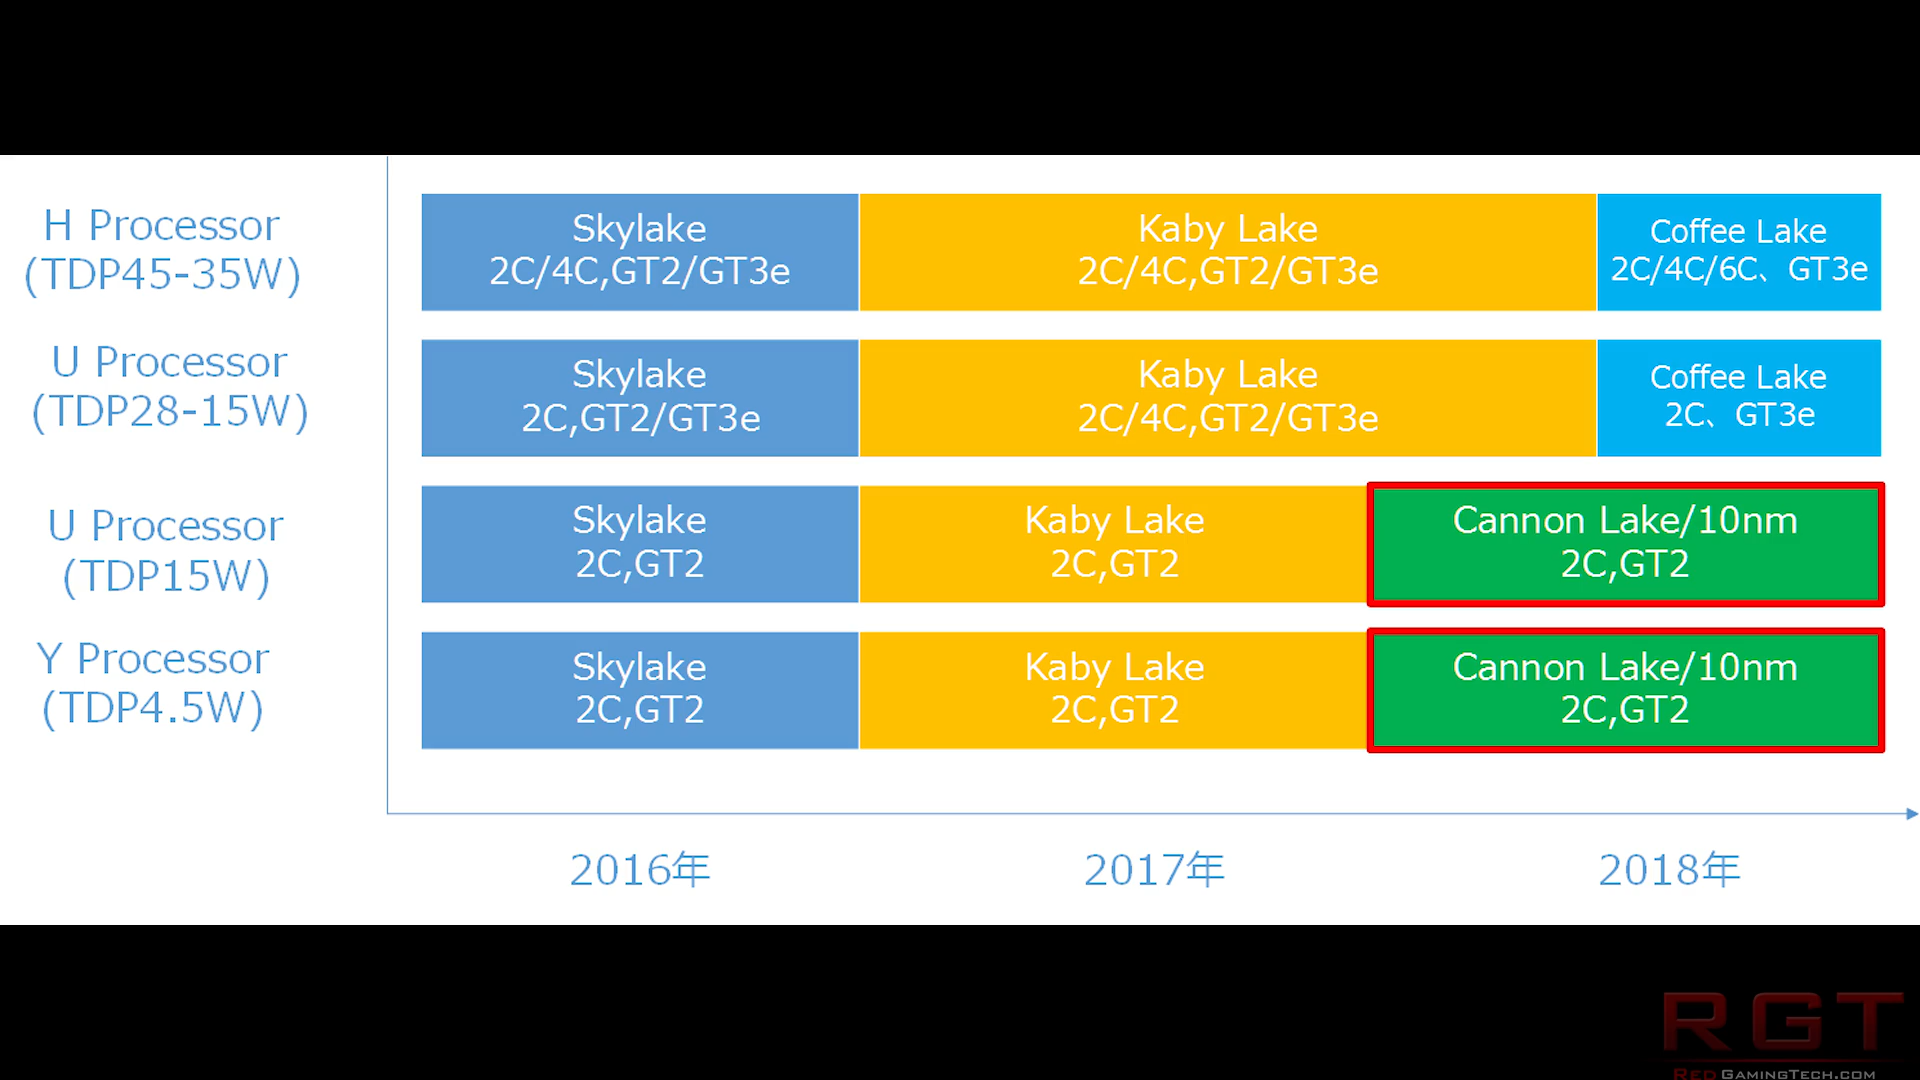 H Processor
(TDP45-35W)
Skylake
2C/4C,GT2/GT3e
Kaby Lake
2C/4C,GT2/GT3e
Coffee Lake
2C/4C/6C、GT3e
U Processor
(TDP28-15W)
Skylake
2C,GT2/GT3e
Kaby Lake
2C/4C,GT2/GT3e
Coffee Lake
2C、GT3e
U Processor
(TDP15W)
Skylake
2C,GT2
Kaby Lake
2C,GT2
Cannon Lake/10nm
2C,GT2
Y Processor
(TDP4.5W)
Skylake
2C,GT2
Kaby Lake
2C,GT2
Cannon Lake/10nm
2C,GT2
2016年
2017年
2018年
RGT
RedGamingTech.com